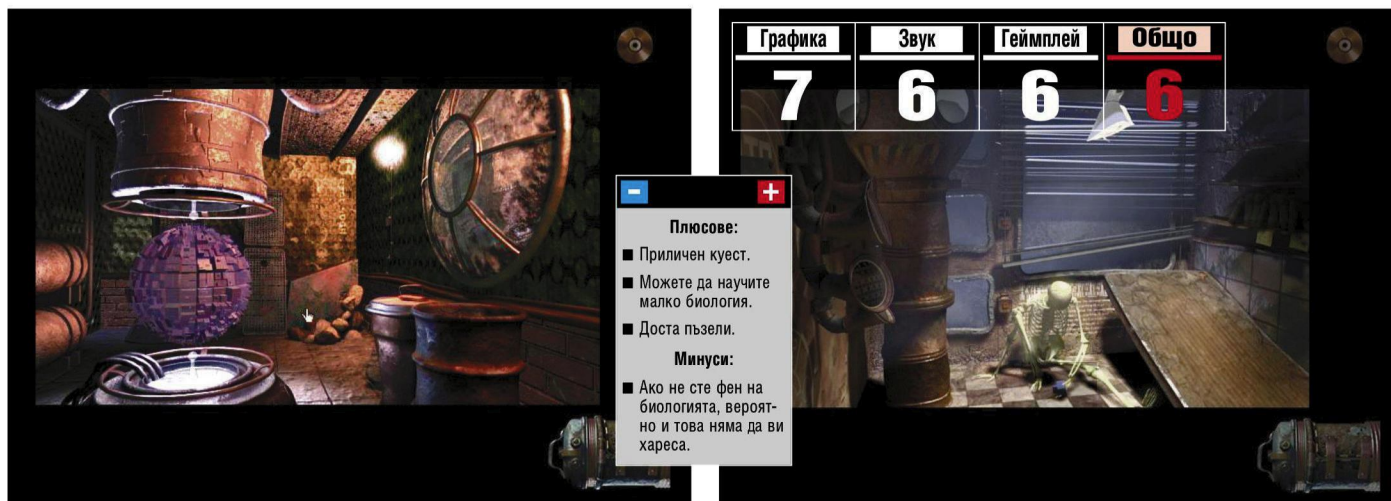 Графика Звук Геймплей Общо
7 6 6 6
- +
Плюсове:
■ Приличен куест.
■ Можете да научите
малко биология.
■ Доста пъзели.
Минуси:
■ Ако не сте фен на
биологията, вероят-
но и това няма да ви
хареса.